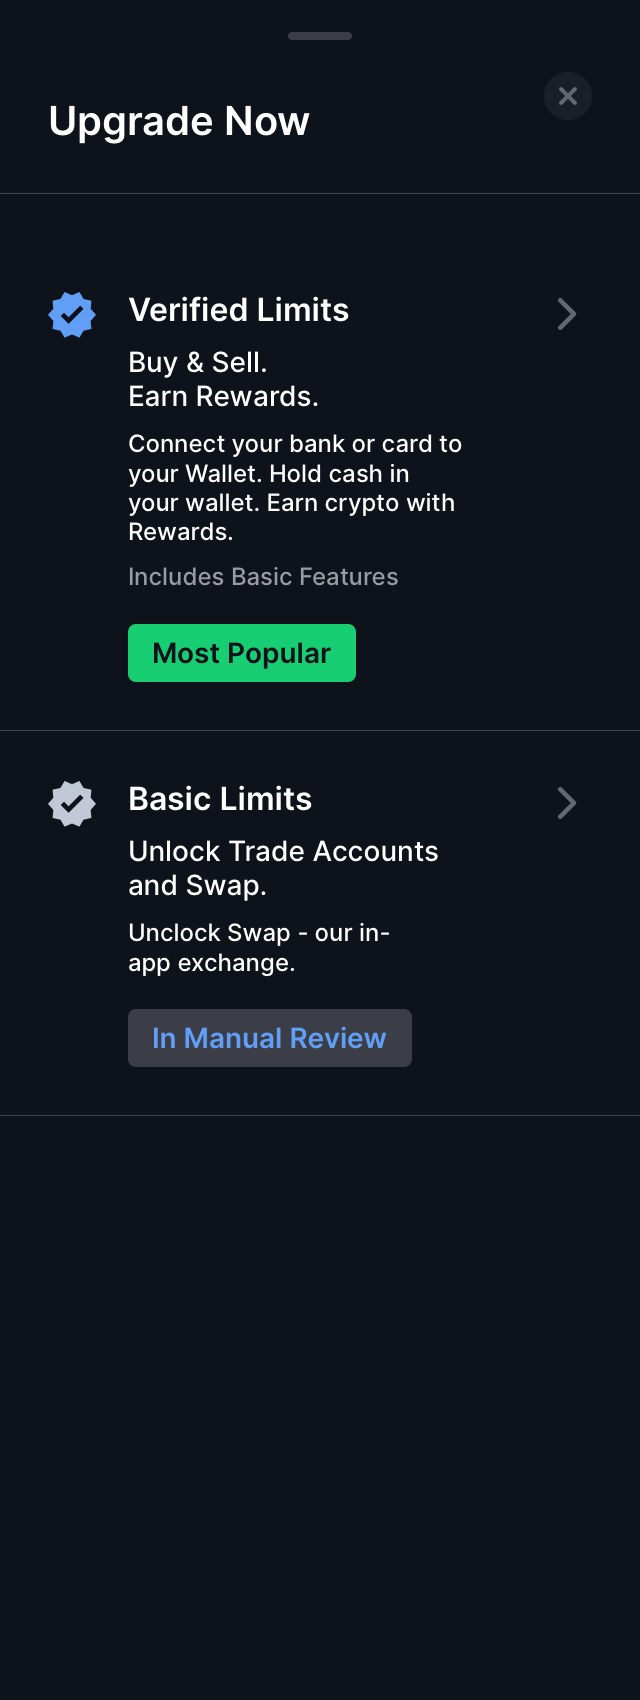 Upgrade Now
Verified Limits
Buy & Sell.
Earn Rewards.
Connect your bank or card to
your Wallet. Hold cash in
your wallet. Earn crypto with
Rewards.
Includes Basic Features
Most Popular
Basic Limits
Unlock Trade Accounts
and Swap.
Unclock Swap - our in-
app exchange.
In Manual Review